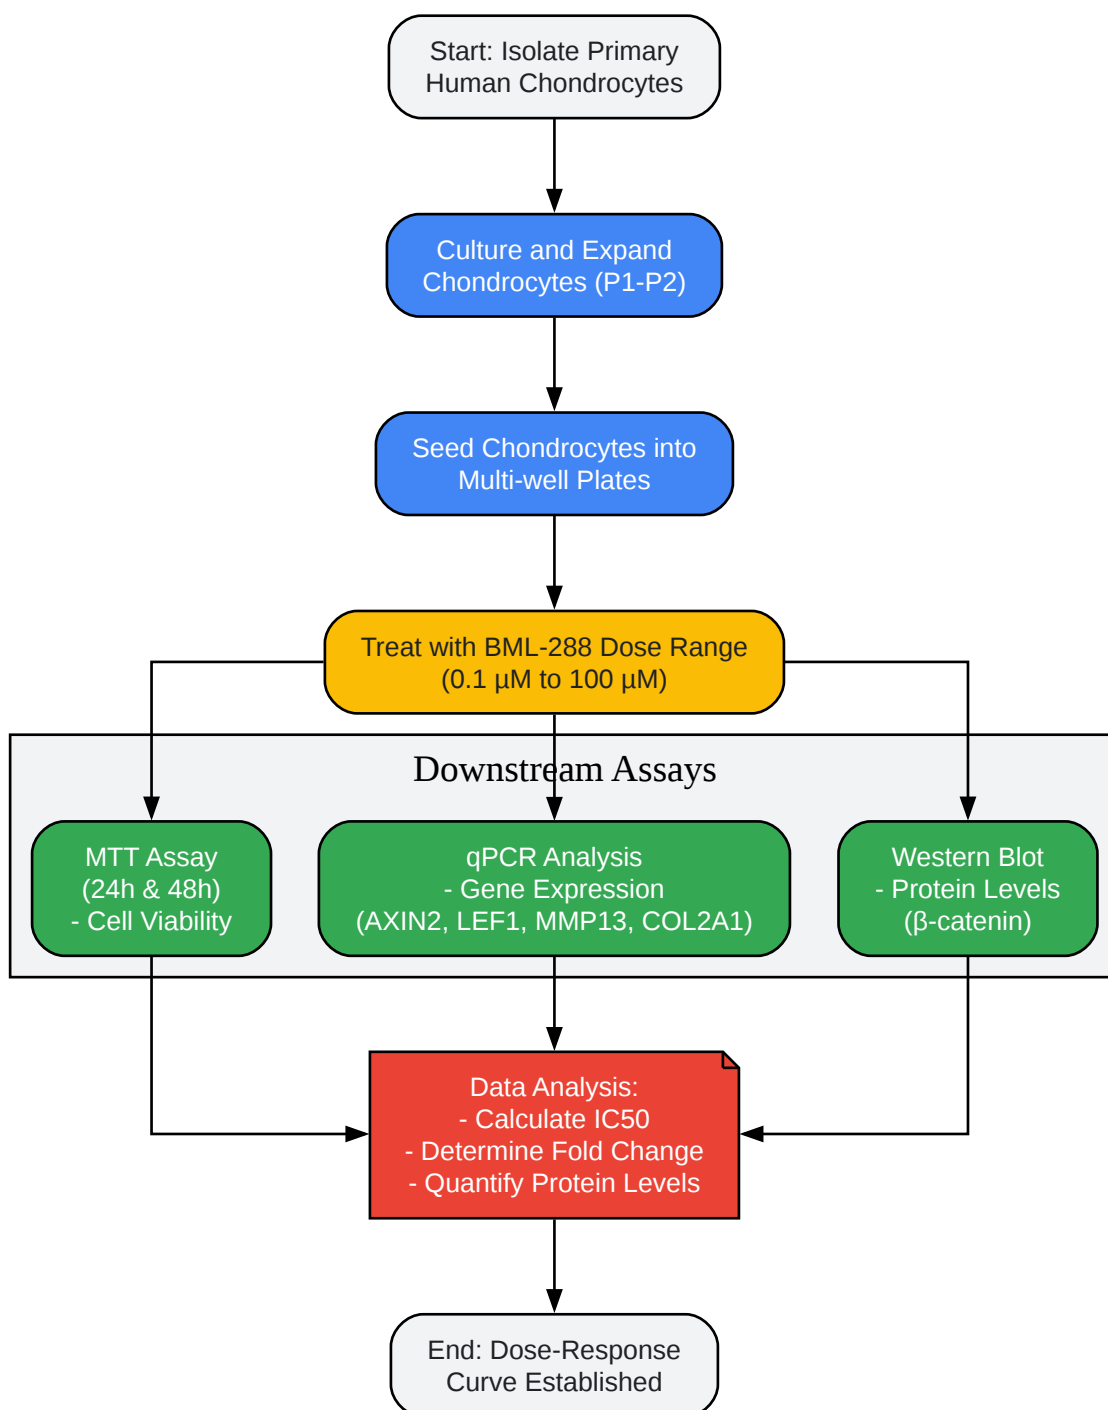 Start: Isolate Primary
Human Chondrocytes
Culture and Expand
Chondrocytes (P1-P2)
Seed Chondrocytes into
Multi-well Plates
Treat with BML-288 Dose Range
(0.1 µM to 100 µM)
Downstream Assays
MTT Assay
(24h & 48h)
- Cell Viability
qPCR Analysis
- Gene Expression
(AXIN2, LEF1, MMP13, COL2A1)
Western Blot
- Protein Levels
(β-catenin)
Data Analysis:
- Calculate IC50
- Determine Fold Change
- Quantify Protein Levels
End: Dose-Response
Curve Established